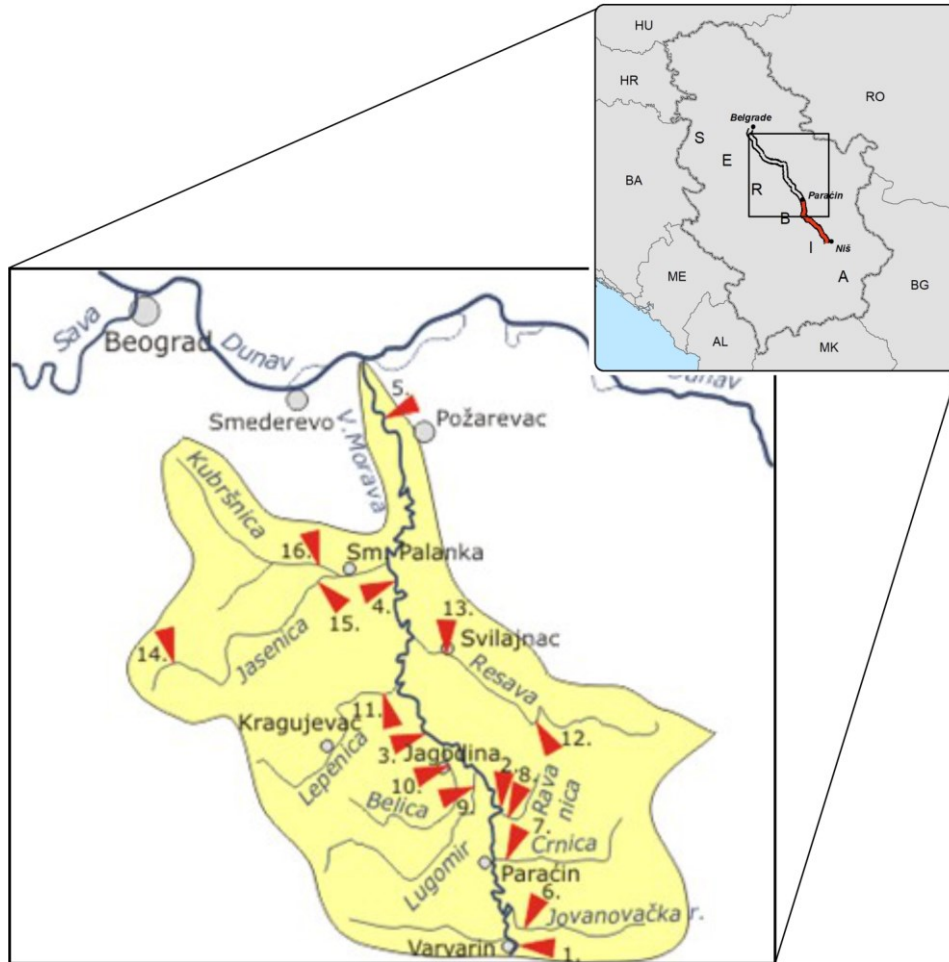 HU
HR
RO
Belgrade
S
E
BA
R
Paraćin
B
I
Niš
ME
A
BG
AL
MK
Sava
Beograd
Dunav
Dunav
Smederevo
5.
Požarevac
V.Morava
Kubršnica
16.
Sm. Palanka
4.
13.
15.
Svilajnac
14.
Jasenica
Resava
11.
Kragujevac
12.
3.
Jagodina
2.
8.
Lepenica
10.
Rava
nica
Belica
9.
7.
Crnica
Lugomir
Paraćin
6.
Jovanovačka r.
Varvarin
1.